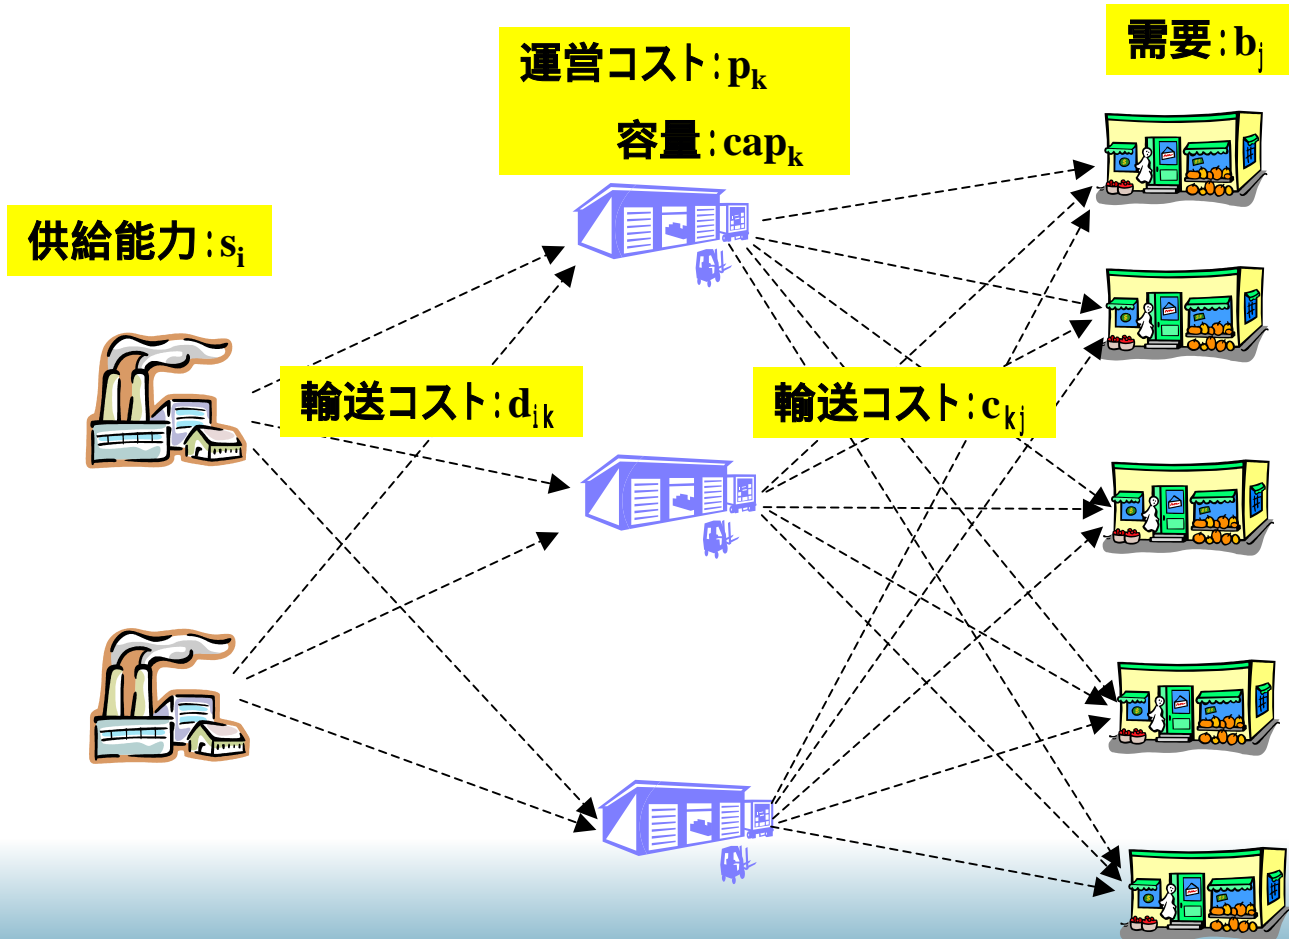 運営コスト:pk
容量:capk
需要:bj
供給能力:si
輸送コスト:dik
輸送コスト:ckj